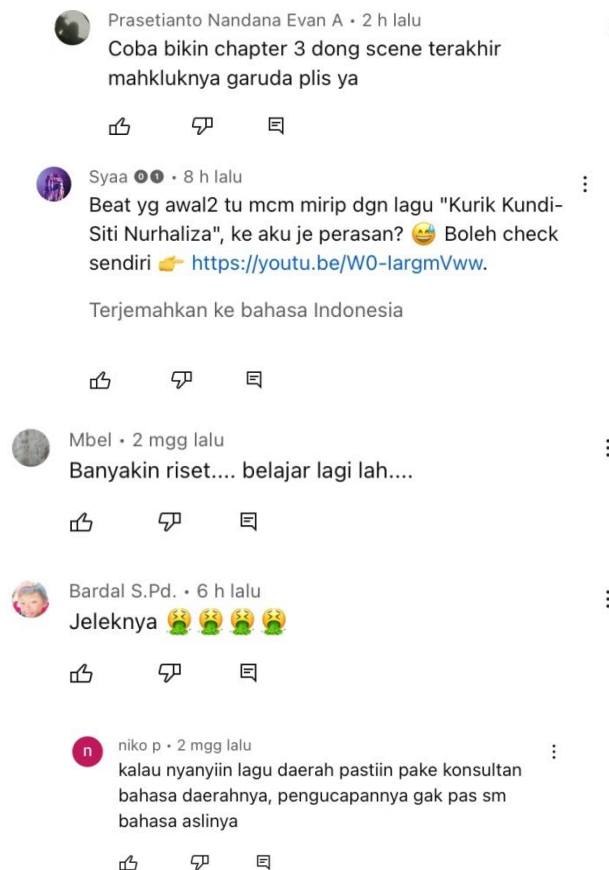 Prasetianto Nandana Evan A • 2 h lalu
Coba bikin chapter 3 dong scene terakhir
mahkluknya garuda plis ya
Syaa 0 1 • 8 h lalu
Beat yg awal2 tu mcm mirip dgn lagu "Kurik Kundi-
Siti Nurhaliza", ke aku je perasan? 😅 Boleh check
sendiri 👉 https://youtu.be/W0-IargmVww.
Terjemahkan ke bahasa Indonesia
Mbel • 2 mgg lalu
Banyakin riset.... belajar lagi lah....
Bardal S.Pd. • 6 h lalu
Jeleknya 🤮 🤮 🤮 🤮
n
niko p • 2 mgg lalu
kalau nyanyiin lagu daerah pastiin pake konsultan
bahasa daerahnya, pengucapannya gak pas sm
bahasa aslinya